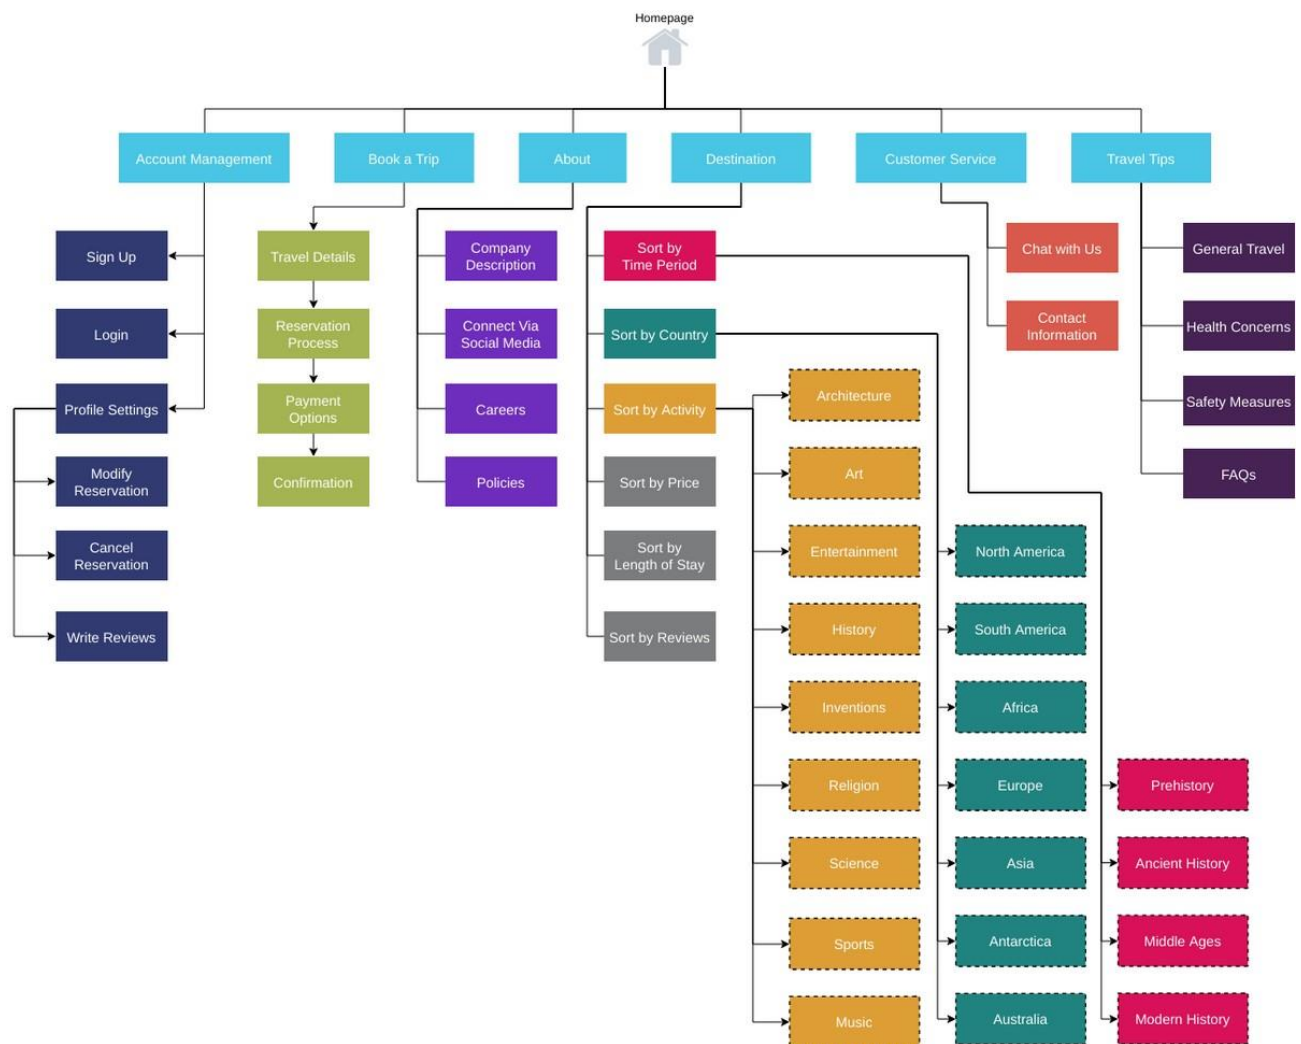 Homepage
Account Management
Book a Trip
About
Destination
Customer Service
Travel Tips
Sign Up
Login
Profile Settings
Modify
Reservation
Cancel
Reservation
Write Reviews
Travel Details
Reservation
Process
Payment
Options
Confirmation
Company
Description
Connect Via
Social Media
Careers
Policies
Sort by
Time Period
Sort by Country
Sort by Activity
Sort by Price
Sort by
Length of Stay
Sort by Reviews
Architecture
Art
Entertainment
History
Inventions
Religion
Science
Sports
Music
North America
South America
Africa
Europe
Asia
Antarctica
Australia
Prehistory
Ancient History
Middle Ages
Modern History
Chat with Us
Contact
Information
General Travel
Health Concerns
Safety Measures
FAQs